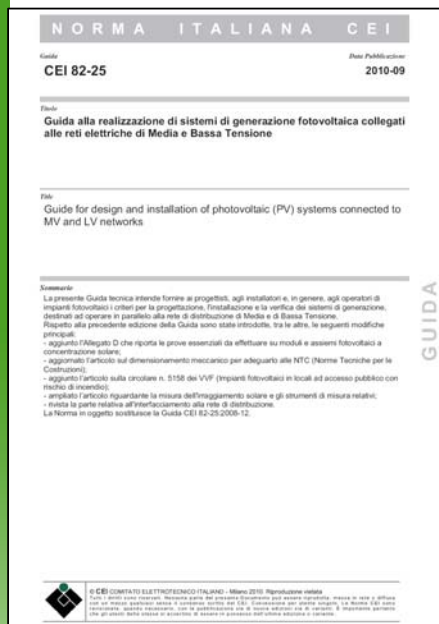 NORMA ITALIANA CEI
Guida
Data Pubblicazione
CEI 82-25
2010-09
Titolo
Guida alla realizzazione di sistemi di generazione fotovoltaica collegati
alle reti elettriche di Media e Bassa Tensione
Title
Guide for design and installation of photovoltaic (PV) systems connected to
MV and LV networks
Sommario
La presente Guida tecnica intende fornire ai progettisti, agli installatori e, in genere, agli operatori di
impianti fotovoltaici i criteri per la progettazione, l'installazione e la verifica dei sistemi di generazione,
destinati ad operare in parallelo alla rete di distribuzione di Media e di Bassa Tensione.
Rispetto alla precedente edizione della Guida sono state introdotte, tra le altre, le seguenti modifiche
principali:
- aggiunto l'Allegato D che riporta le prove essenziali da effettuare su moduli e assiemi fotovoltaici a
concentrazione solare;
- aggiornato l'articolo sul dimensionamento meccanico per adeguarlo alle NTC (Norme Tecniche per le
Costruzioni);
- aggiunto l'articolo sulla circolare n. 5158 dei VVF (Impianti fotovoltaici in locali ad accesso pubblico con
rischio di incendio);
- ampliato l'articolo riguardante la misura dell'irraggiamento solare e gli strumenti di misura relativi;
- rivista la parte relativa all'interfacciamento alla rete di distribuzione.
La Norma in oggetto sostituisce la Guida CEI 82-25:2008-12.
GUIDA
© CEI COMITATO ELETTROTECNICO ITALIANO - Milano 2010. Riproduzione vietata